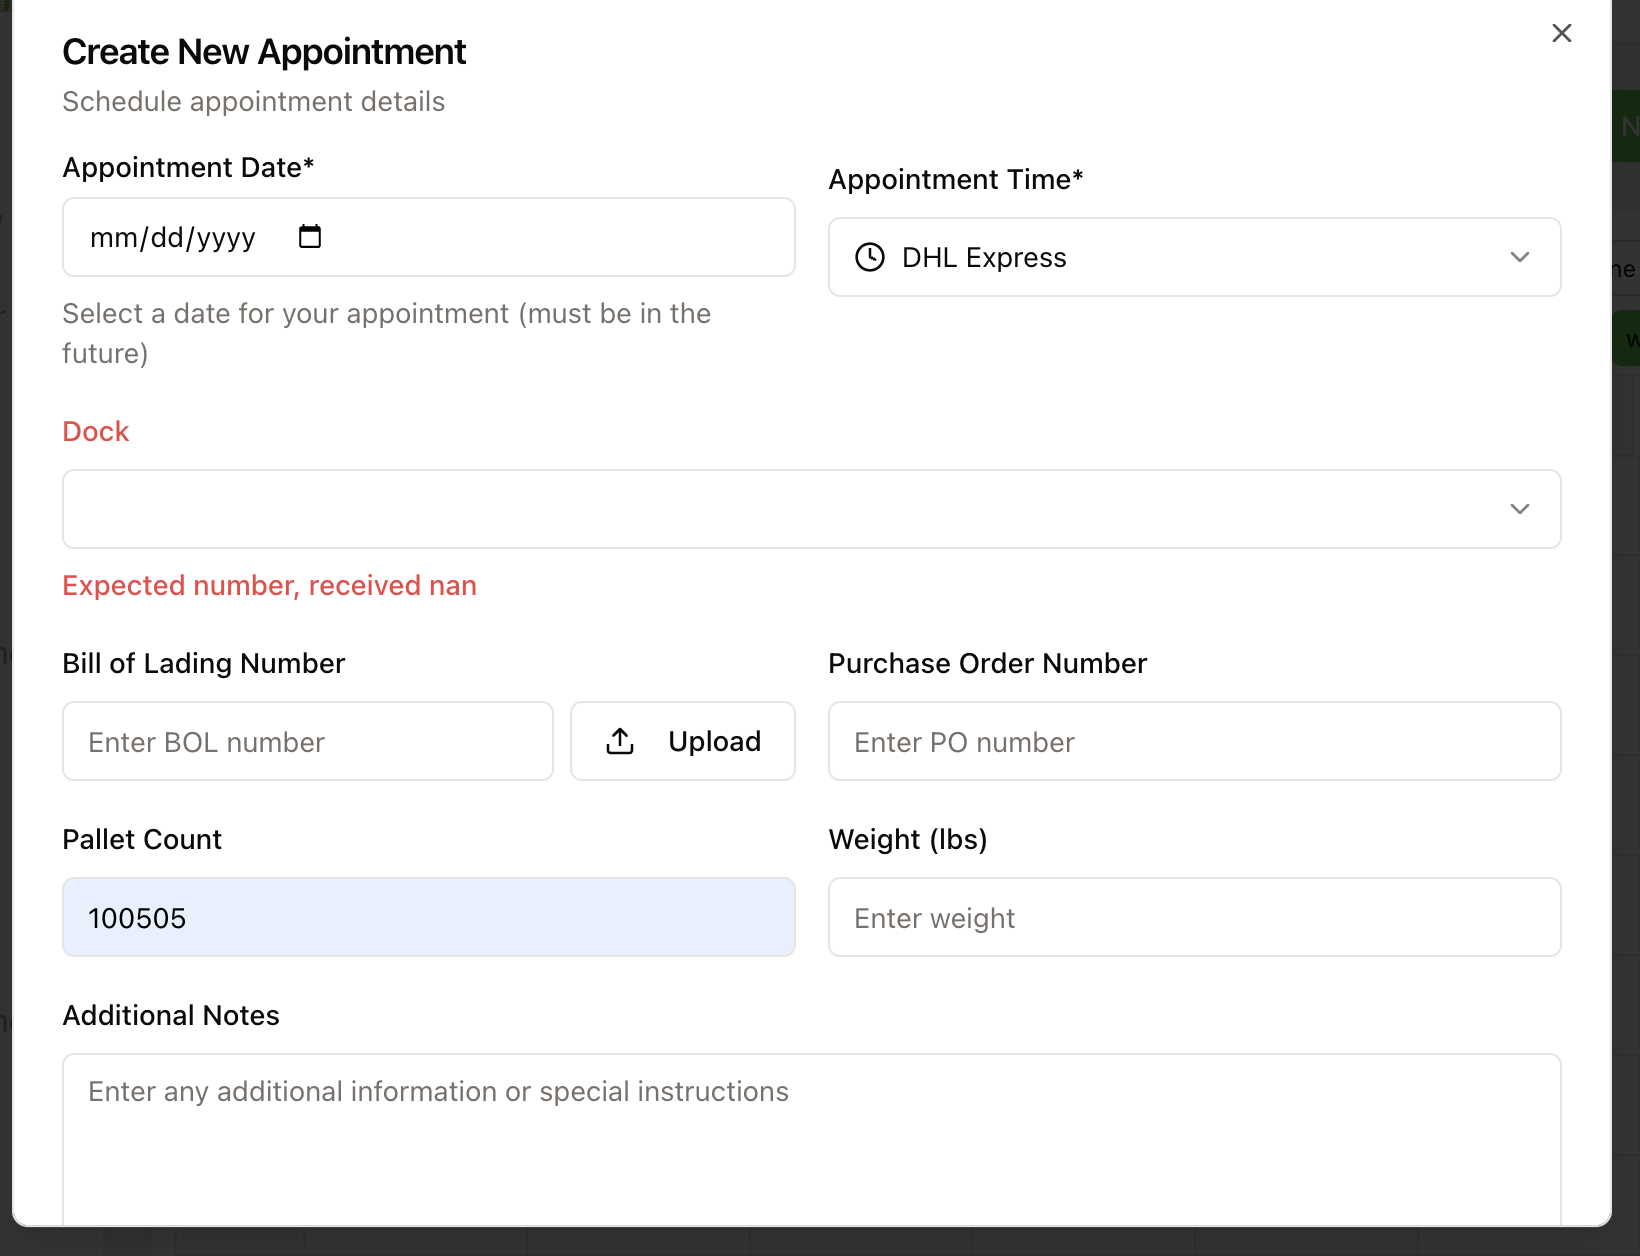 Create New Appointment
Schedule appointment details
Appointment Date*
mm/dd/yyyy
Select a date for your appointment (must be in the
future)
Appointment Time*
DHL Express
Dock
Expected number, received nan
Bill of Lading Number
Enter BOL number
Upload
Purchase Order Number
Enter PO number
Pallet Count
100505
Weight (lbs)
Enter weight
Additional Notes
Enter any additional information or special instructions